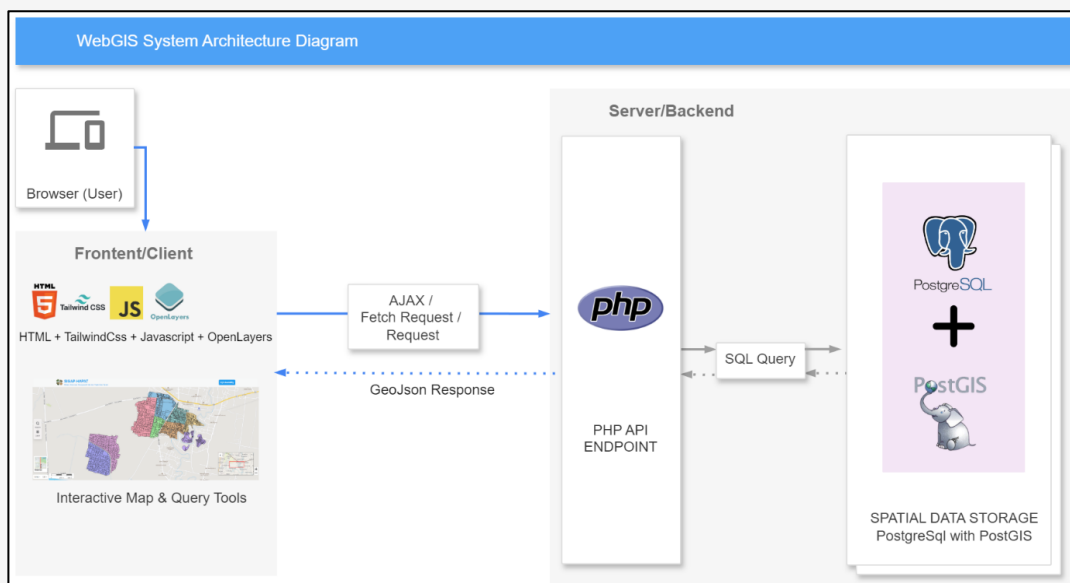 WebGIS System Architecture Diagram
Browser (User)
Frontent/Client
HTML
5
Tailwind CSS
JS
OpenLayers
HTML + TailwindCss + Javascript + OpenLayers
Interactive Map & Query Tools
AJAX /
Fetch Request /
Request
GeoJson Response
Server/Backend
php
PHP API
ENDPOINT
SQL Query
PostgreSQL
PostGIS
SPATIAL DATA STORAGE
PostgreSql with PostGIS